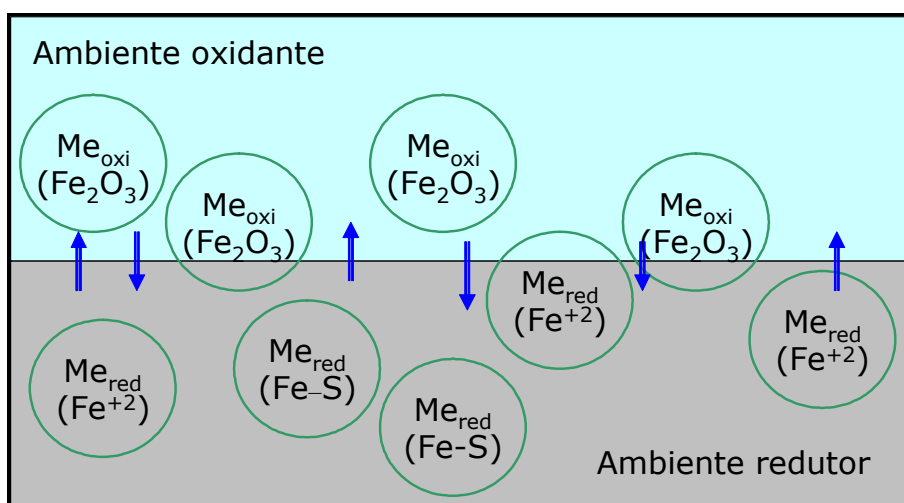 Ambiente oxidante
Me_oxi
(Fe₂O₃)
Me_oxi
(Fe₂O₃)
Me_oxi
(Fe₂O₃)
Me_oxi
(Fe₂O₃)
Me_red
(Fe⁺²)
Me_red
(Fe–S)
Me_red
(Fe-S)
Me_red
(Fe⁺²)
Me_red
(Fe⁺²)
Ambiente redutor